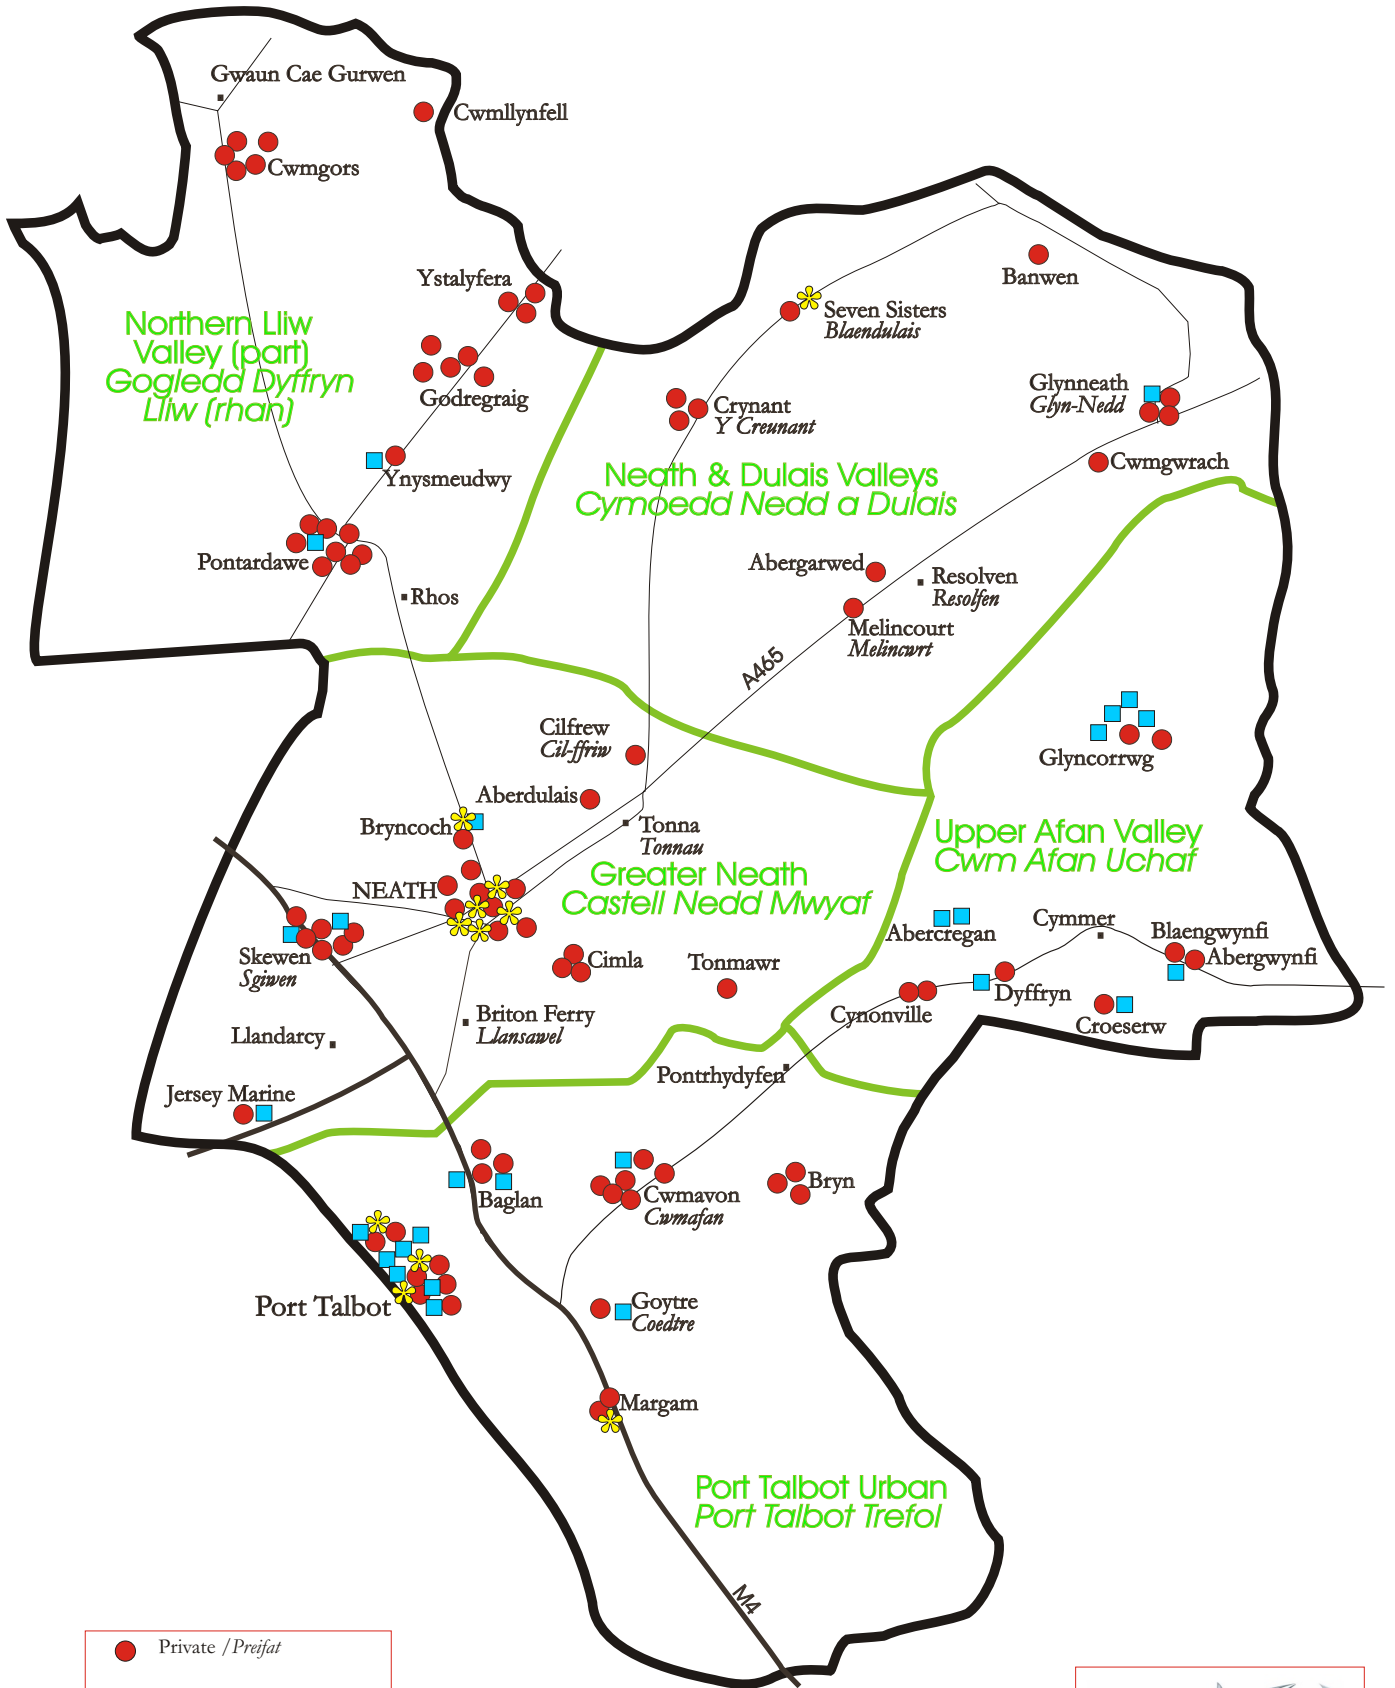 Gwaun Cae Gurwen
Cwmllynfell
Cwmgors
Ystalyfera
Banwen
Seven Sisters
Blaendulais
Northern Lliw
Valley (part)
Gogledd Dyffryn
Lliw (rhan)
Godregraig
Glynneath
Glyn-Nedd
Crynant
Y Creunant
Cwmgwrach
Neath & Dulais Valleys
Cymoedd Nedd a Dulais
Ynysmeudwy
Pontardawe
Rhos
Abergarwed
Resolven
Resolfen
Melincourt
Melincwrt
A465
Cilfrew
Cil-ffriw
Glyncorrwg
Aberdulais
Bryncoch
Tonna
Tonnau
Upper Afan Valley
Cwm Afan Uchaf
Greater Neath
Castell Nedd Mwyaf
NEATH
Abercregan
Cymmer
Blaengwynfi
Abergwynfi
Skewen
Sgiwen
Cimla
Tonmawr
Dyffryn
Cynonville
Croeserw
Briton Ferry
Llansawel
Llandarcy
Pontrhydyfen
Jersey Marine
Baglan
Cwmavon
Cwmafan
Bryn
Port Talbot
Goytre
Coedtre
Margam
Port Talbot Urban
Port Talbot Trefol
M4
Private / Preifat